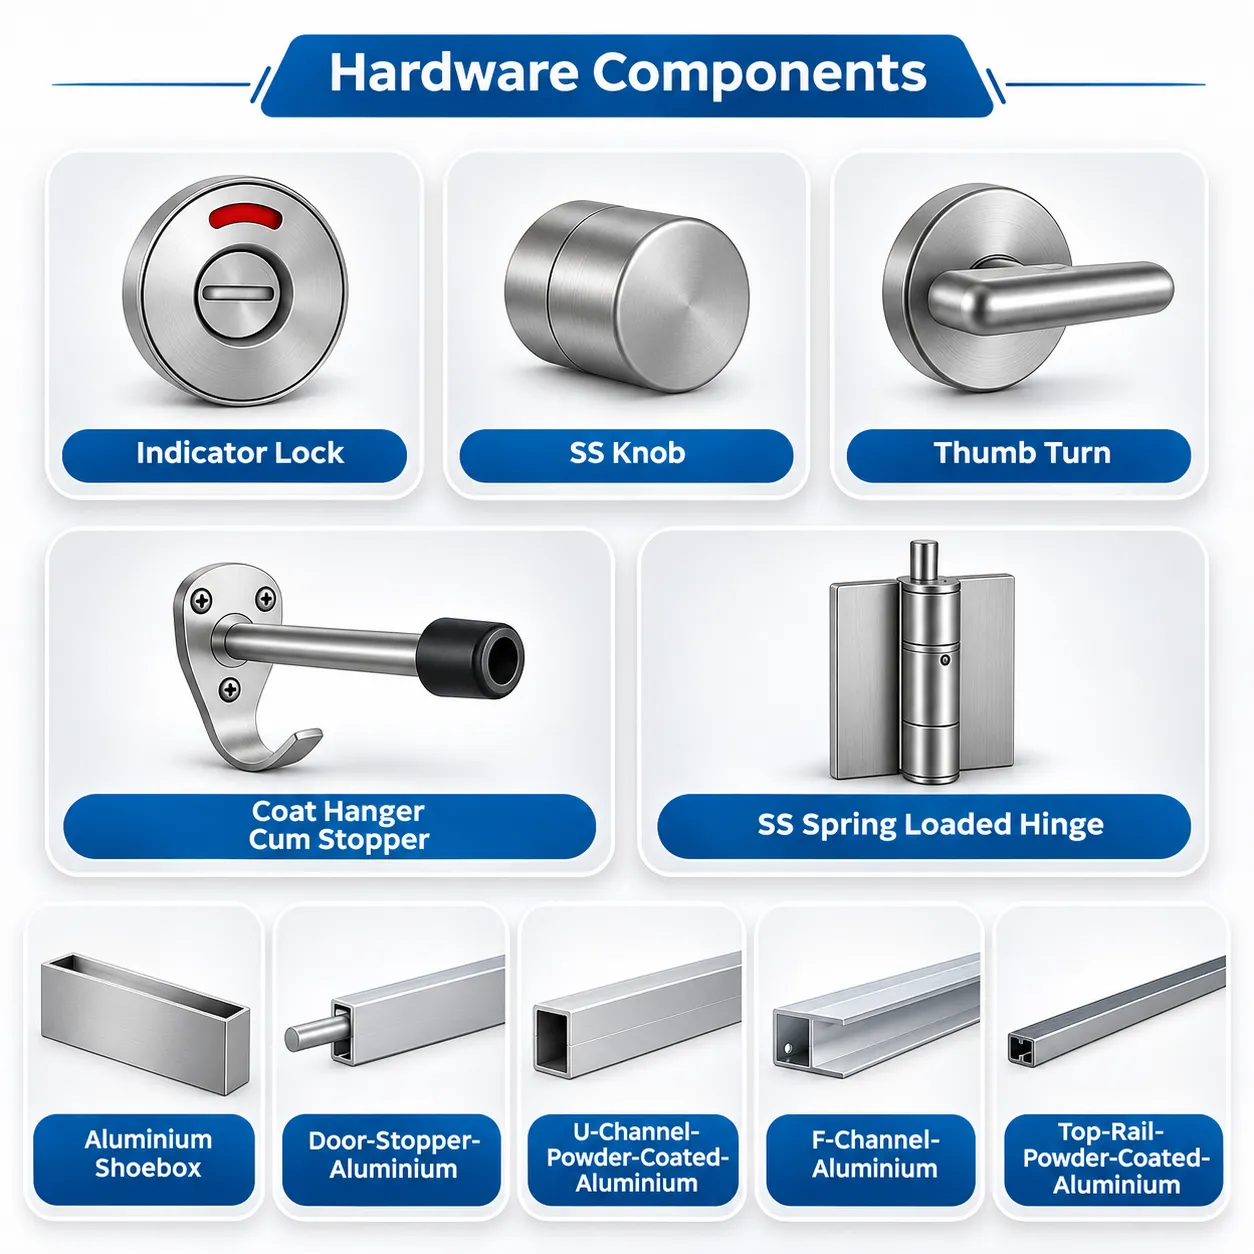 Hardware Components
Indicator Lock
SS Knob
Thumb Turn
Coat Hanger
Cum Stopper
SS Spring Loaded Hinge
Aluminium
Shoebox
Door-Stopper-
Aluminium
U-Channel-
Powder-Coated-
Aluminium
F-Channel-
Aluminium
Top-Rail-
Powder-Coated-
Aluminium